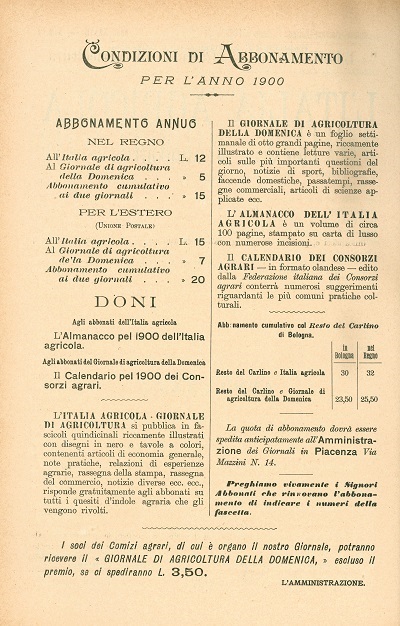 CONDIZIONI DI ABBONAMENTO
PER L'ANNO 1900
ABBONAMENTO ANNUO
NEL REGNO
All'Italia agricola . . . . L. 12
Al Giornale di agricoltura
della Domenica . . . » 5
Abbonamento cumulativo
ai due giornali . . . » 15
PER L'ESTERO
(UNIONE POSTALE)
All'Italia agricola . . . . L. 15
Al Giornale di agricoltura
della Domenica . . . » 7
Abbonamento cumulativo
ai due giornali . . . » 20
DONI
Agli abbonati dell'Italia agricola
L'Almanacco pel 1900 dell'Italia
agricola.
Agli abbonati del Giornale di agricoltura della Domenica
Il Calendario pel 1900 dei Con-
sorzi agrari.
L'ITALIA AGRICOLA - GIORNALE
DI AGRICOLTURA si pubblica in fa-
scicoli quindicinali riccamente illustrati
con disegni in nero e tavole a colori,
contenenti articoli di economia generale,
note pratiche, relazioni di esperienze
agrarie, rassegna della stampa, rassegna
del commercio, notizie diverse ecc. ecc.,
risponde gratuitamente agli abbonati su
tutti i quesiti d'indole agraria che gli
vengono rivolti.
Il GIORNALE DI AGRICOLTURA
DELLA DOMENICA è un foglio setti-
manale di otto grandi pagine, riccamente
illustrato e contiene letture varie, arti-
coli sulle più importanti questioni del
giorno, notizie di sport, bibliografie,
faccende domestiche, passatempi, rasse-
gne commerciali, articoli di scienze ap-
plicate ecc.
L'ALMANACCO DELL'ITALIA
AGRICOLA è un volume di circa
100 pagine, stampato su carta di lusso
con numerose incisioni.
Il CALENDARIO DEI CONSORZI
AGRARI — in formato olandese — edito
dalla Federazione italiana dei Consorzi
agrari conterrà numerosi suggerimenti
riguardanti le più comuni pratiche col-
turali.
Abbonamento cumulativo col Resto del Carlino
di Bologna.
in Bologna nel Regno
Resto del Carlino e Italia agricola 30 32
Resto del Carlino e Giornale di
agricoltura della Domenica 23,50 25,50
La quota di abbonamento dovrà essere
spedita anticipatamente all'Amministra-
zione dei Giornali in Piacenza Via
Mazzini N. 14.
Preghiamo vivamente i Signori
Abbonati che rinnovano l'abbona-
mento di indicare i numeri della
fascetta.
I soci dei Comizi agrari, di cui è organo il nostro Giornale, potranno
ricevere il « GIORNALE DI AGRICOLTURA DELLA DOMENICA, » escluso il
premio, se ci spediranno L. 3,50.
L'AMMINISTRAZIONE.